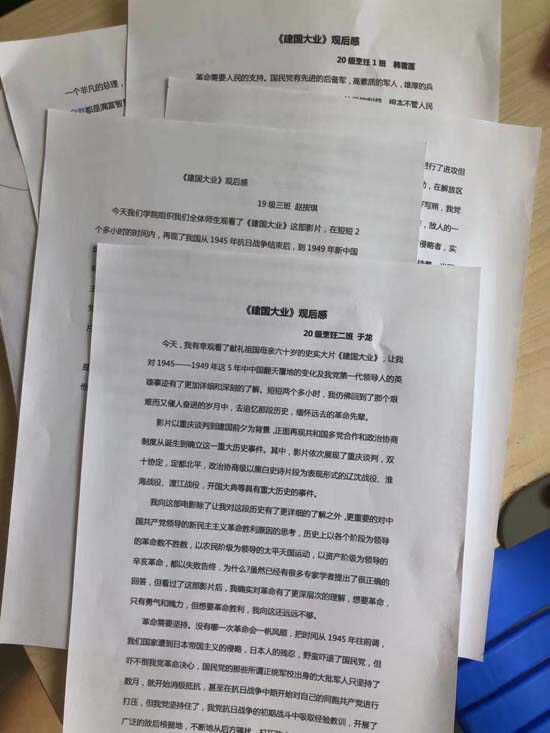 《建国大业》观后感
20级烹饪1班 韩雪莲
革命需要人民的支持。国民党有先进的后备军，高素质的军人，雄厚的兵
根本不管人民
一个非凡的总理，
都是满富智
进行了进攻但
，在解放区
写照，我党
，敌人的一
侵略者，实
《建国大业》观后感
19级三班 赵按琪
今天我们学院组织我们全体师生观看了《建国大业》这部影片，在短短2
个多小时的时间内，再现了我国从1945年抗日战争结束后，到1949年新中国
《建国大业》观后感
20级烹饪二班 于龙
今天，我有幸观看了献礼祖国母亲六十岁的史实大片《建国大业》，让我
对1945——1949年这5年中中国翻天覆地的变化及我党第一代领导人的英
雄事迹有了更加详细和深刻的了解。短短两个多小时，我仿佛回到了那个艰
难而又催人奋进的岁月中，去追忆那段历史，缅怀远去的革命先辈。
影片以重庆谈判到建国前夕为背景，正面再现共和国多党合作和政治协商
制度从诞生到确立这一重大历史事件。其中，影片依次展现了重庆谈判，双
十协定，定都北平，政治协商级以黑白史诗片段为表现形式的辽沈战役、淮
海战役、渡江战役，开国大典等具有重大历史的事件。
我向这部电影除了让我对这段历史有了更详细的了解之外，更重要的对中
国共产党领导的新民主主义革命胜利原因的思考，历史上以各个阶段为领导
的革命数不胜数，以农民阶级为领导的太平天国运动，以资产阶级为领导的
辛亥革命，都以失败告终，为什么?虽然已经有很多专家学者提出了很正确的
回答，但看过了这部影片后，我确实对革命有了更深层次的理解，想要革命，
只有勇气和魄力，但想要革命胜利，我向这还远远不够。
革命需要坚持。没有哪一次革命会一帆风顺，把时间从1945年往前调，
我们国家遭到日本帝国主义的侵略，日本人的残忍，野蛮吓退了国民党，但
吓不倒我党革命决心，国民党的那些所谓正统军校出身的大批军人只坚持了
数月，就开始消极抵抗，甚至在抗日战争中期开始对自己的同胞共产党进行
打压，但我党坚持住了，我党抗日战争的初期战斗中吸取经验教训，开展了
广泛的敌后根据地，不断地从后方骚扰，打压敌